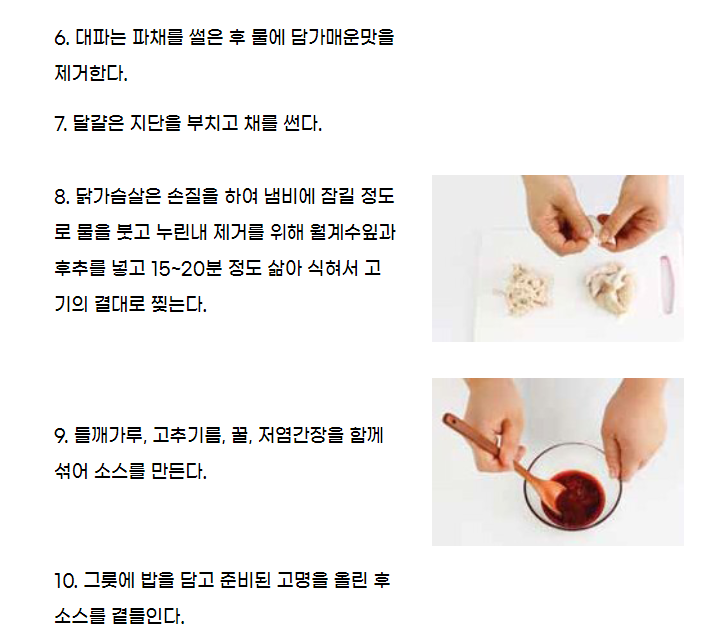 6. 대파는 파채를 썰은 후 물에 담가매운맛을
제거한다.
7. 달걀은 지단을 부치고 채를 썬다.
8. 닭가슴살은 손질을 하여 냄비에 잠길 정도
로 물을 붓고 누린내 제거를 위해 월계수잎과
후추를 넣고 15~20분 정도 삶아 식혀서 고
기의 결대로 찢는다.
9. 들깨가루, 고추기름, 꿀, 저염간장을 함께
섞어 소스를 만든다.
10. 그릇에 밥을 담고 준비된 고명을 올린 후
소스를 곁들인다.